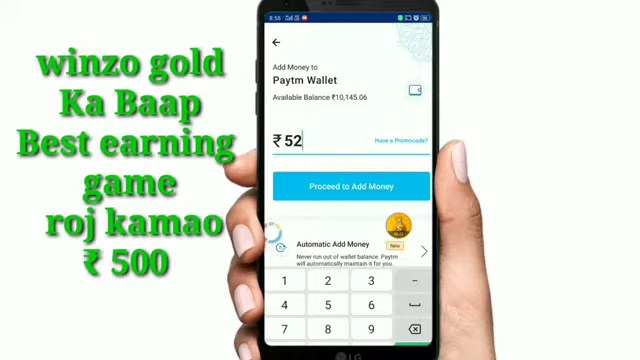 winzo gold
Ka Baap
Best earning
game
roj kamao
₹ 500
8:50
Add Money to
Paytm Wallet
Available Balance ₹10,145.06
₹ 52
Have a Promocode?
Proceed to Add Money
New
Automatic Add Money
Never run out of wallet balance. Paytm
will automatically maintain it for you.
1 2 3 -
4 5 6
7 8 9
LG